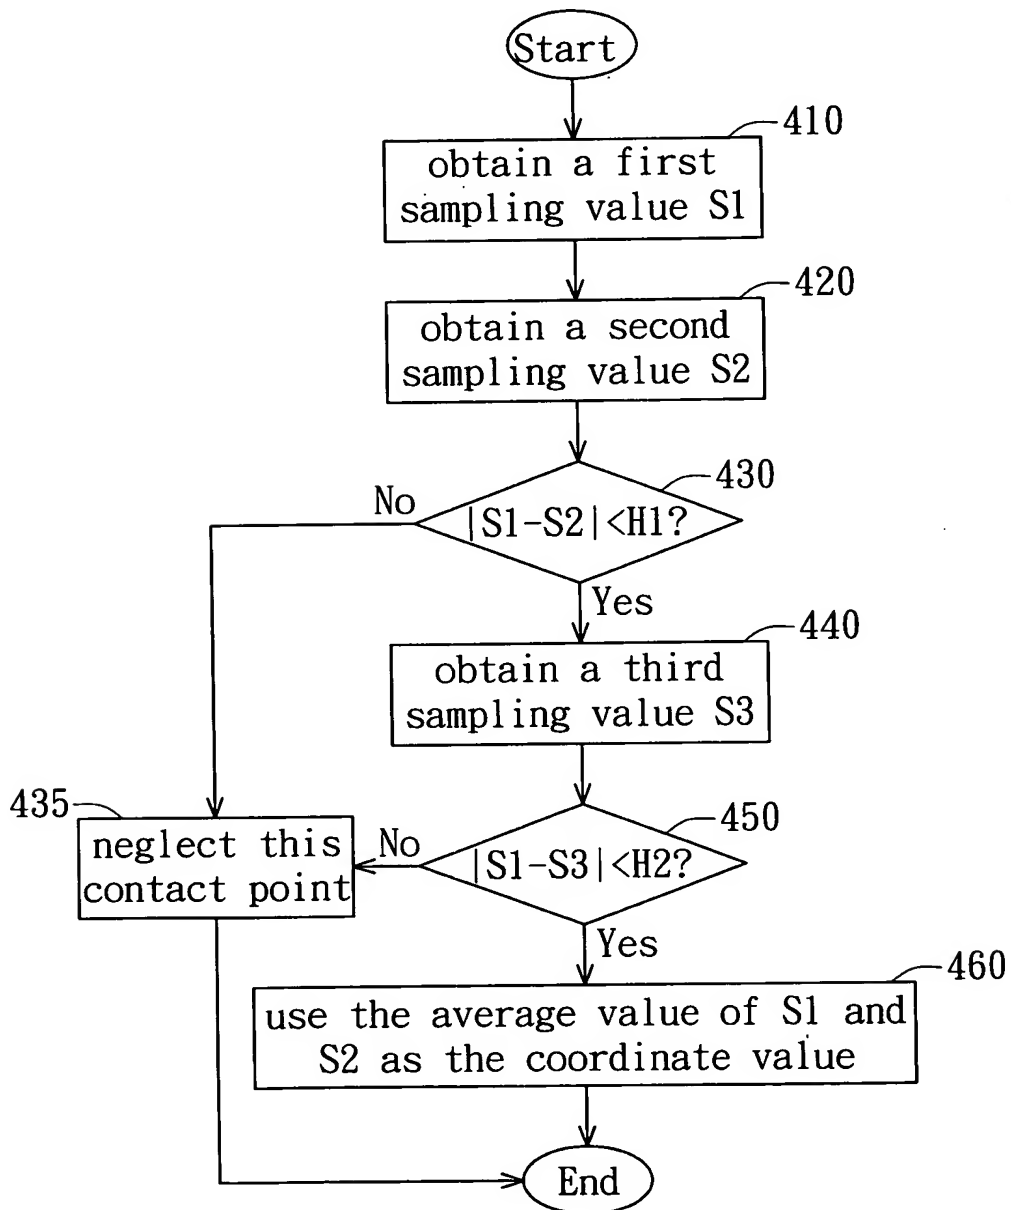 Start
410
obtain a first
sampling value S1
420
obtain a second
sampling value S2
430
No
|S1-S2|<H1?
Yes
440
obtain a third
sampling value S3
435
450
neglect this
contact point
No
|S1-S3|<H2?
Yes
460
use the average value of S1 and
S2 as the coordinate value
End